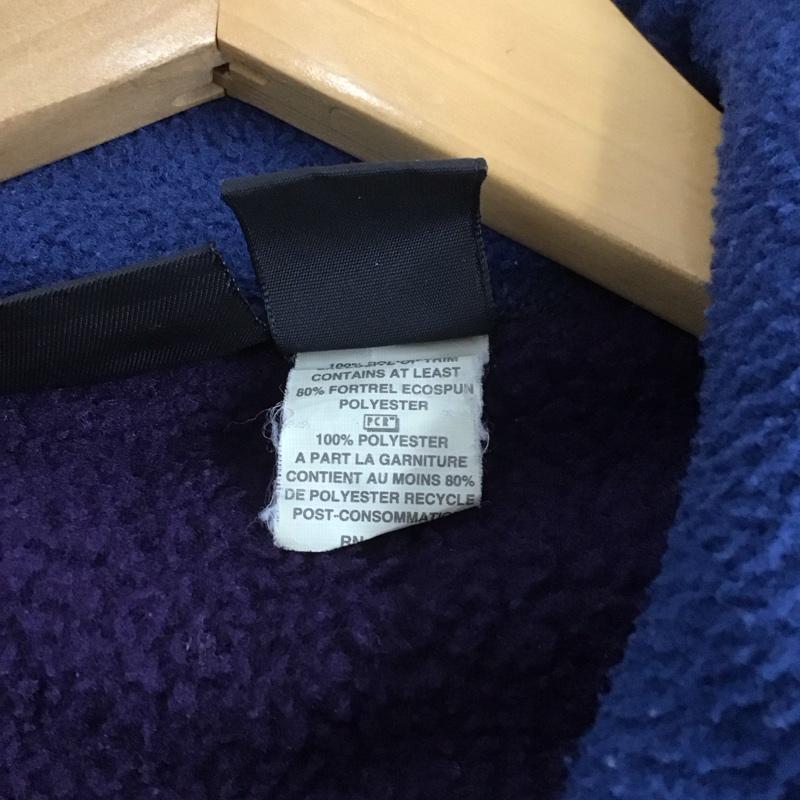 CONTAINS AT LEAST
80% FORTREL ECOSPUN
POLYESTER
PCR
100% POLYESTER
A PART LA GARNITURE
CONTIENT AU MOINS 80%
DE POLYESTER RECYCLE
POST-CONSOMMATIO
RN